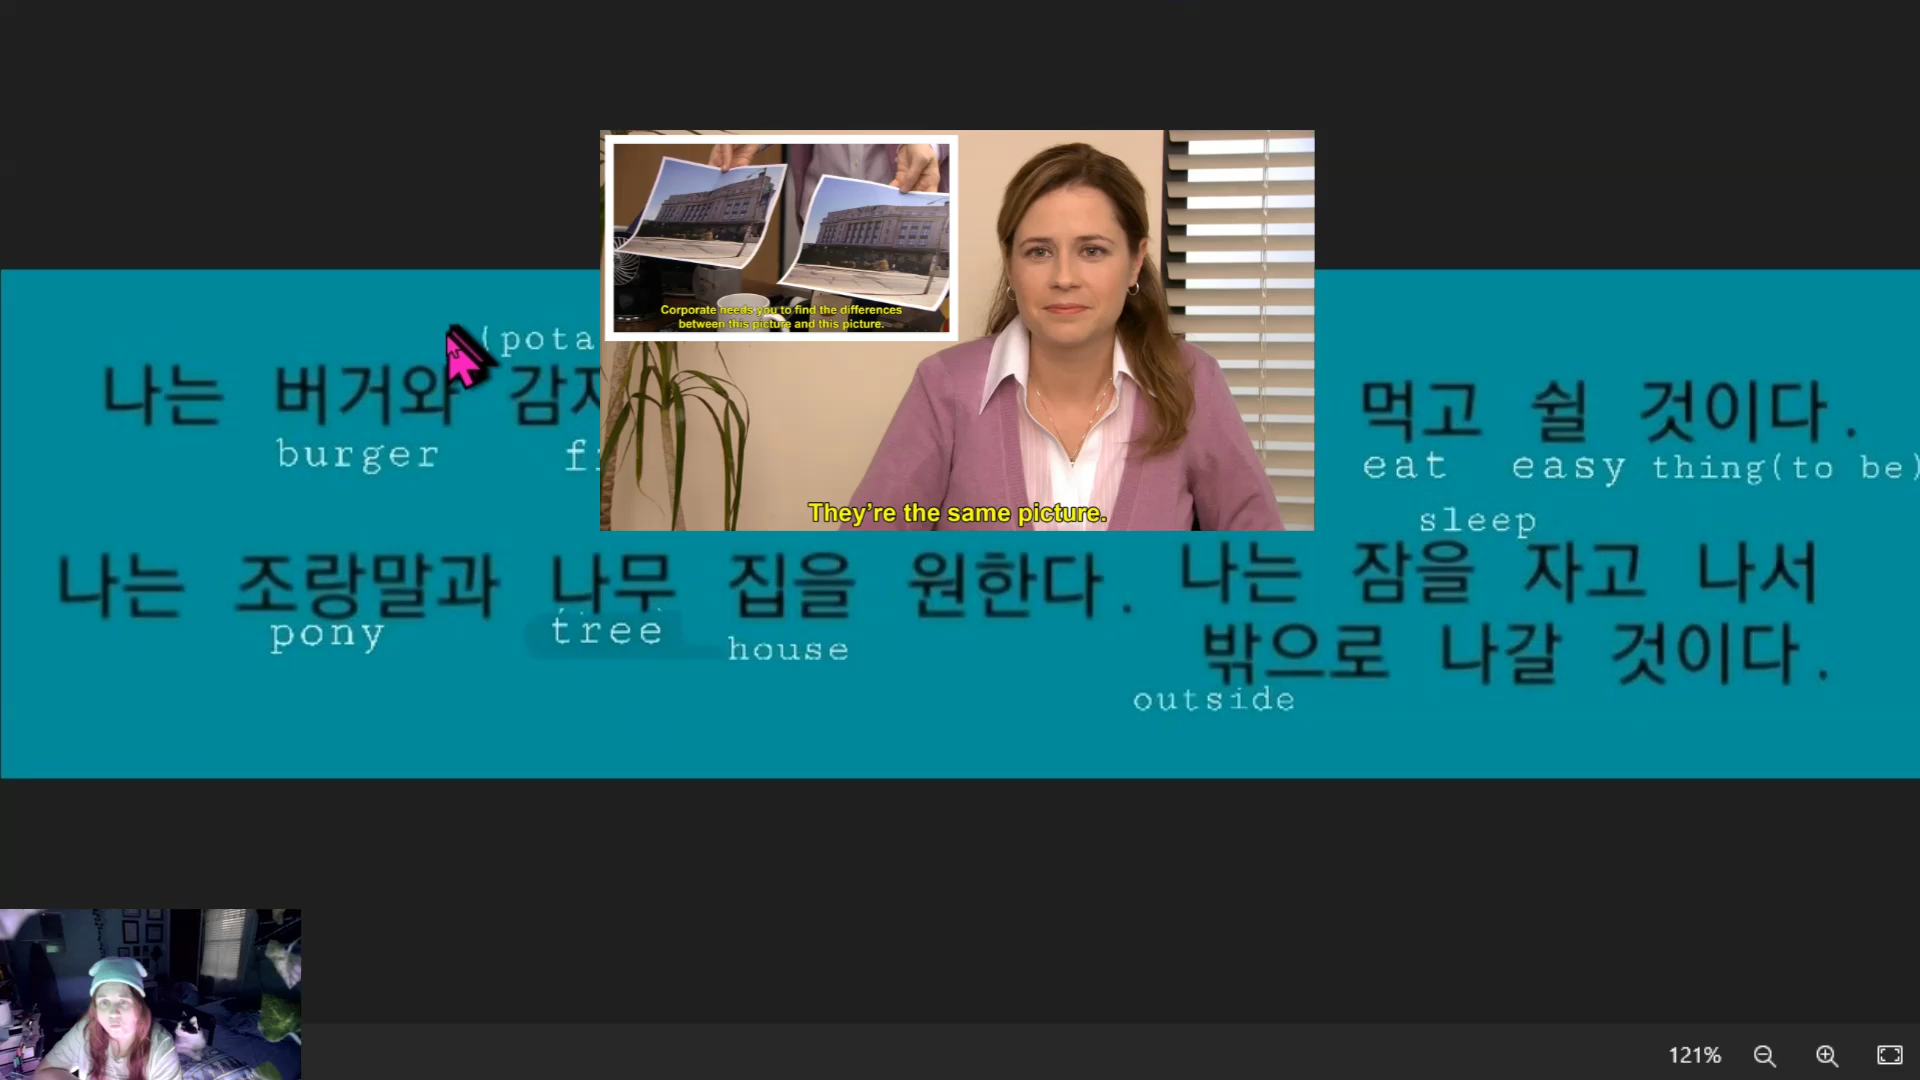 (pota
나는 버거와 감자
burger
Corporate needs you to find the differences
between this picture and this picture.
They're the same picture.
먹고 쉴 것이다.
eat easy thing(to be)
sleep
나는 조랑말과 나무 집을 원한다.
pony tree house
나는 잠을 자고 나서
밖으로 나갈 것이다.
outside
121%